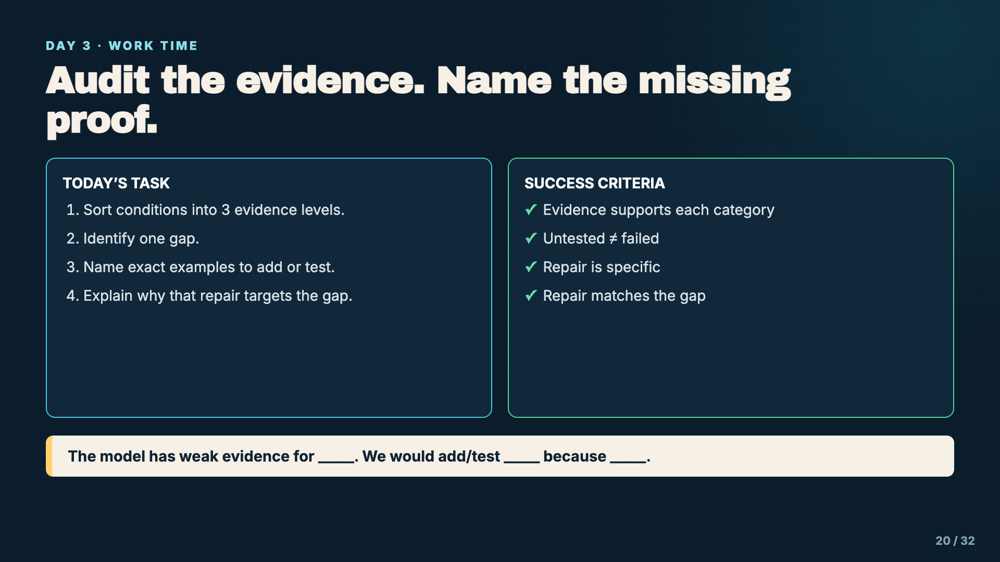 DAY 3 · WORK TIME
Audit the evidence. Name the missing
proof.
TODAY’S TASK
1. Sort conditions into 3 evidence levels.
2. Identify one gap.
3. Name exact examples to add or test.
4. Explain why that repair targets the gap.
SUCCESS CRITERIA
✓ Evidence supports each category
✓ Untested ≠ failed
✓ Repair is specific
✓ Repair matches the gap
The model has weak evidence for _____. We would add/test _____ because _____.
20 / 32